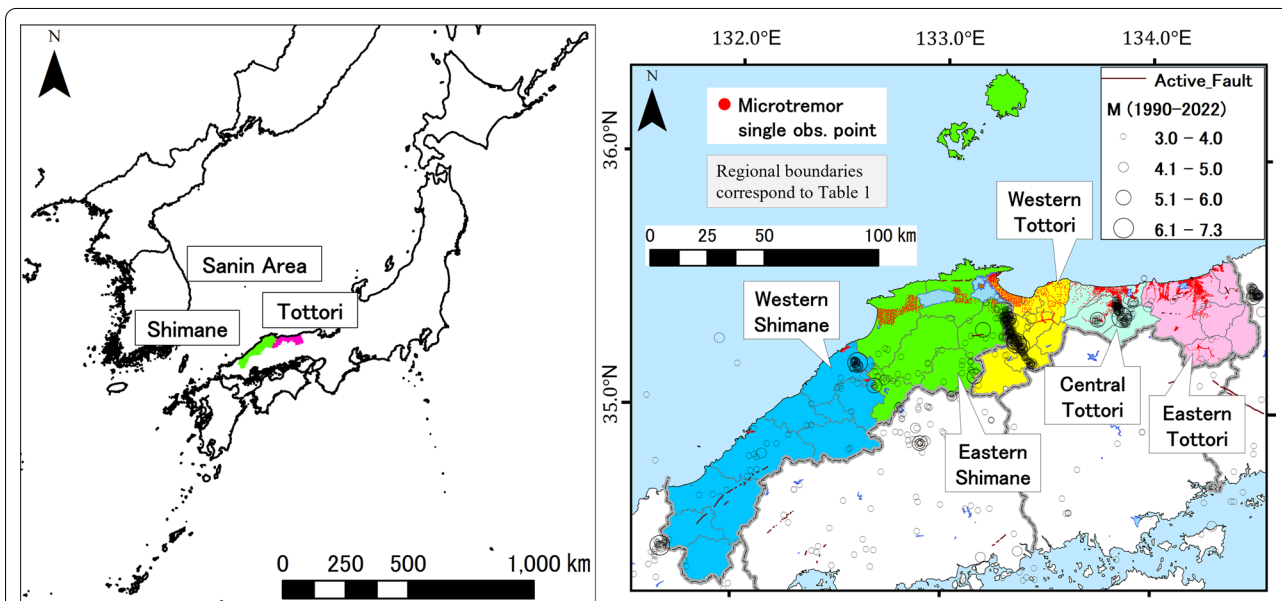 N
Sanin Area
Tottori
Shimane
0 250 500 1,000 km
132.0°E 133.0°E 134.0°E
36.0°N
35.0°N
N
Microtremor
single obs. point
Regional boundaries
correspond to Table 1
0 25 50 100 km
Active_Fault
M (1990-2022)
3.0 - 4.0
4.1 - 5.0
5.1 - 6.0
6.1 - 7.3
Western
Tottori
Western
Shimane
Central
Tottori
Eastern
Tottori
Eastern
Shimane